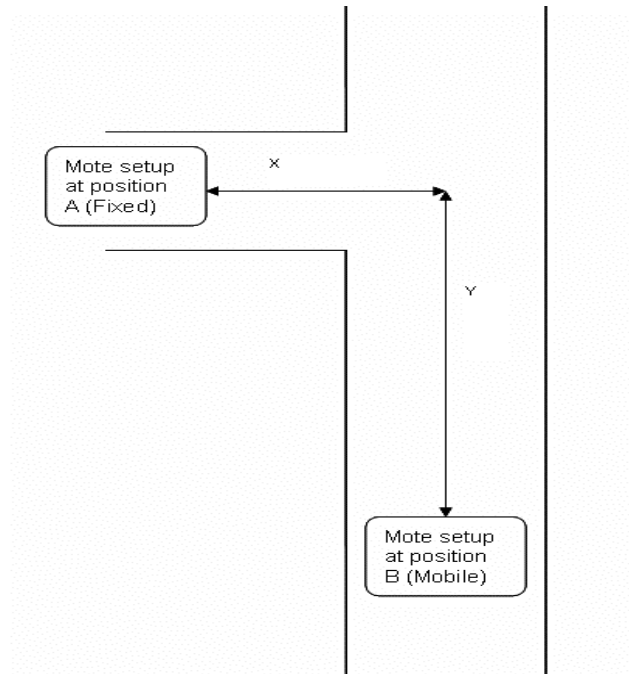 X
Mote setup
at position
A (Fixed)
Y
Mote setup
at position
B (Mobile)